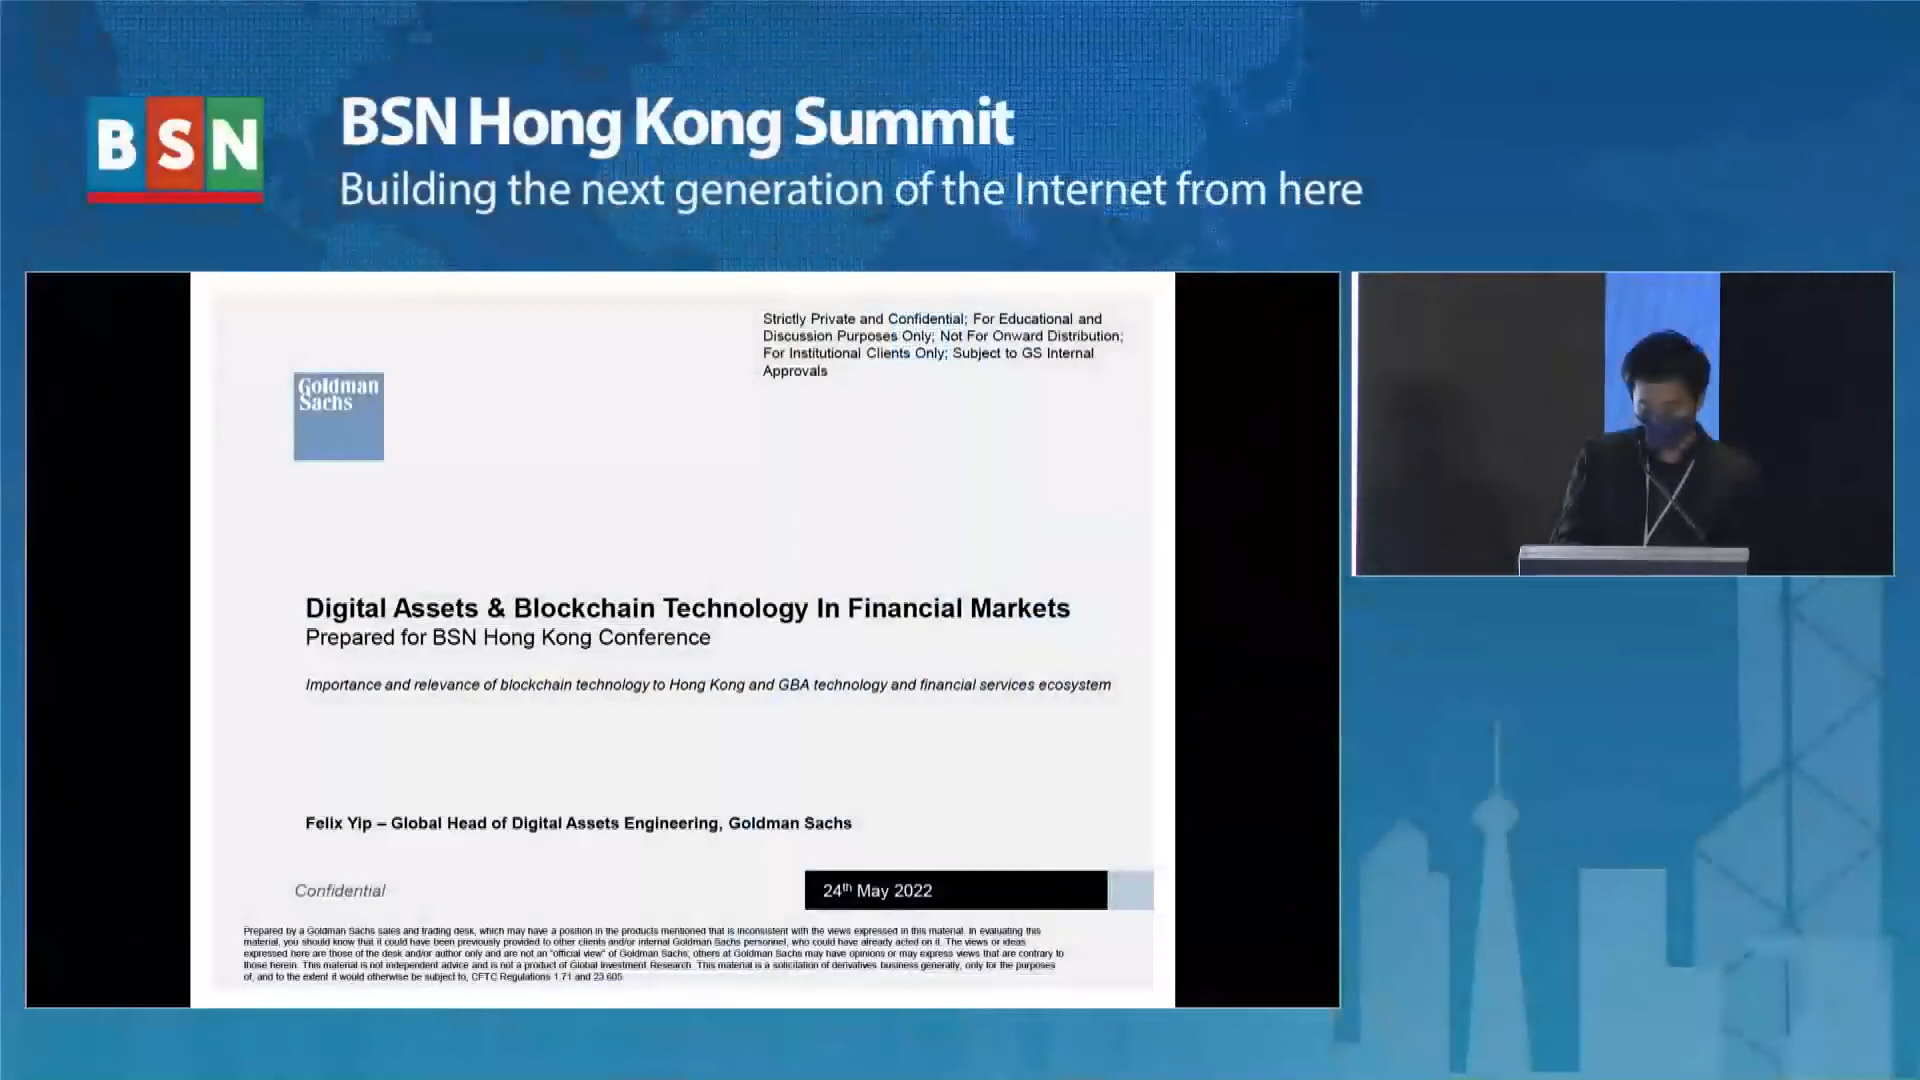 BSN
BSN Hong Kong Summit
Building the next generation of the Internet from here
Strictly Private and Confidential; For Educational and
Discussion Purposes Only; Not For Onward Distribution;
For Institutional Clients Only; Subject to GS Internal
Approvals
Goldman
Sachs
Digital Assets & Blockchain Technology In Financial Markets
Prepared for BSN Hong Kong Conference
Importance and relevance of blockchain technology to Hong Kong and GBA technology and financial services ecosystem
Felix Yip – Global Head of Digital Assets Engineering, Goldman Sachs
Confidential
24th May 2022
Prepared by a Goldman Sachs sales and trading desk, which may have a position in the products mentioned that is inconsistent with the views expressed in this material. In evaluating this
material, you should know that it could have been previously provided to other clients and/or internal Goldman Sachs personnel, who could have already acted on it. The views or ideas
expressed here are those of the desk and/or author only and are not an "official view" of Goldman Sachs; others at Goldman Sachs may have opinions or may express views that are contrary to
those herein. This material is not independent advice and is not a product of Global Investment Research. This material is a solicitation of derivatives business generally, only for the purposes
of, and to the extent it would otherwise be subject to, CFTC Regulations 1.71 and 23.605.